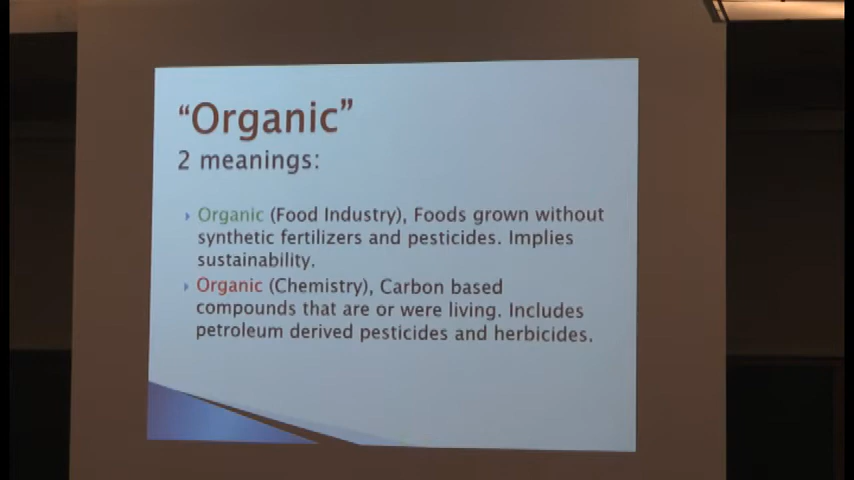 “Organic”
2 meanings:
Organic (Food Industry), Foods grown without
synthetic fertilizers and pesticides. Implies
sustainability.
Organic (Chemistry), Carbon based
compounds that are or were living. Includes
petroleum derived pesticides and herbicides.